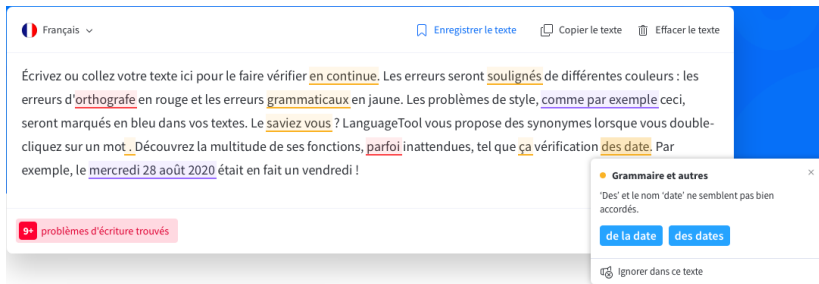 Français
Enregistrer le texte
Copier le texte
Effacer le texte
Écrivez ou collez votre texte ici pour le faire vérifier en continue. Les erreurs seront soulignés de différentes couleurs : les
erreurs d'orthografe en rouge et les erreurs grammaticaux en jaune. Les problèmes de style, comme par exemple ceci,
seront marqués en bleu dans vos textes. Le saviez vous ? LanguageTool vous propose des synonymes lorsque vous double-
cliquez sur un mot . Découvrez la multitude de ses fonctions, parfoi inattendues, tel que ça vérification des date. Par
exemple, le mercredi 28 août 2020 était en fait un vendredi !
9+ problèmes d'écriture trouvés
Grammaire et autres
'Des' et le nom 'date' ne semblent pas bien
accordés.
de la date
des dates
Ignorer dans ce texte